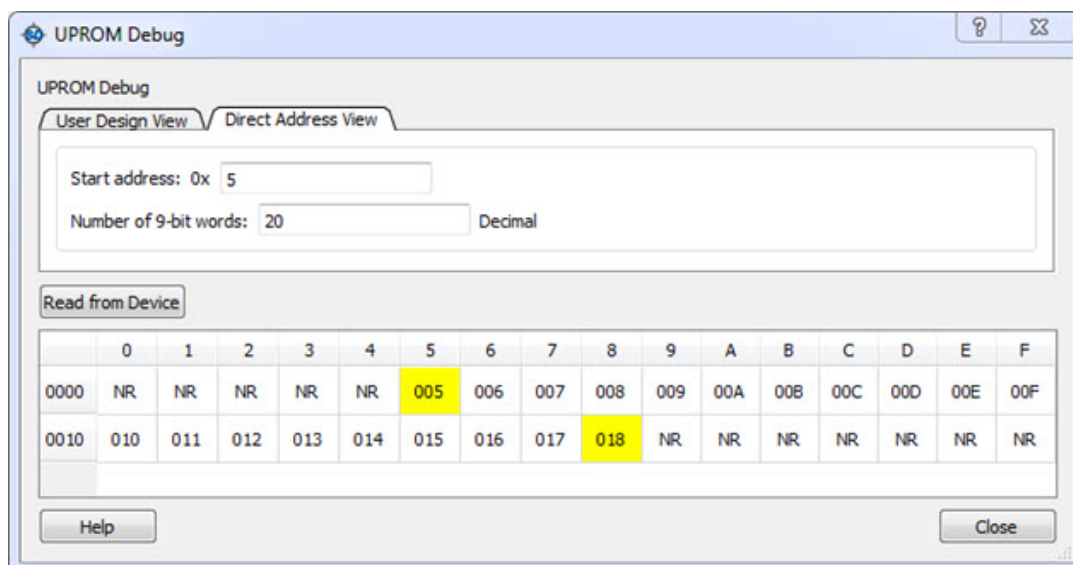 UPROM Debug
UPROM Debug
User Design View Direct Address View
Start address: 0x 5
Number of 9-bit words: 20 Decimal
Read from Device
0 1 2 3 4 5 6 7 8 9 A B C D E F
0000 NR NR NR NR NR 005 006 007 008 009 00A 00B 00C 00D 00E 00F
0010 010 011 012 013 014 015 016 017 018 NR NR NR NR NR NR NR
Help Close